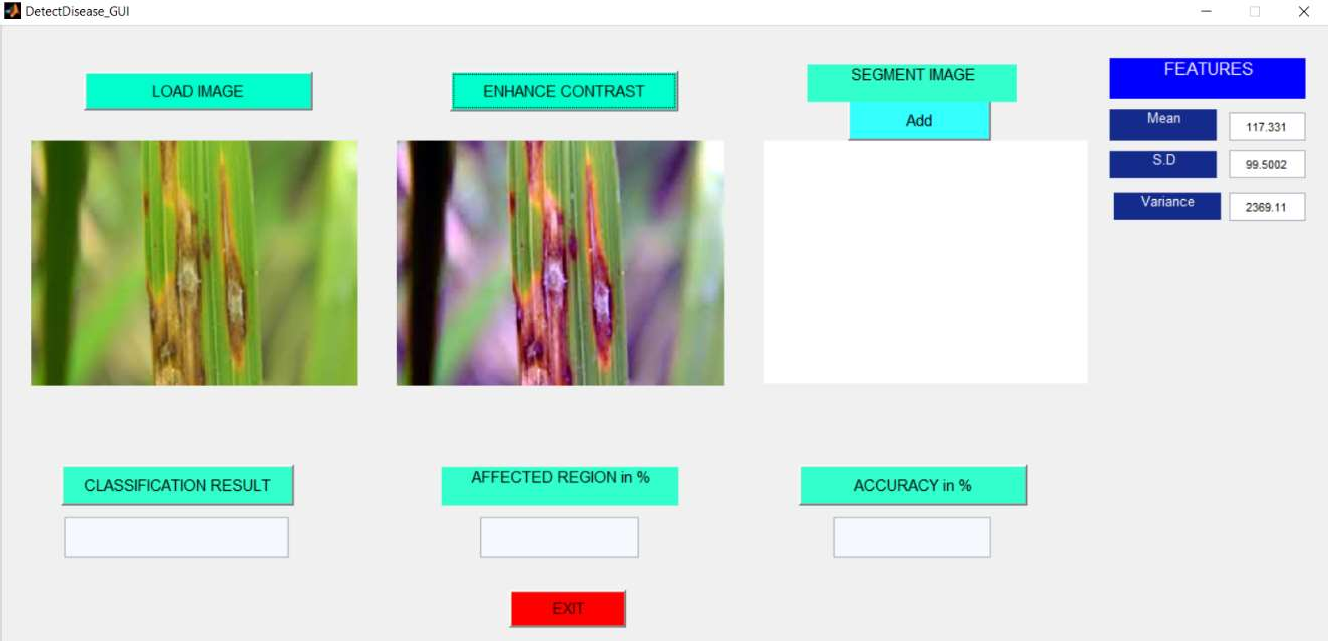 DetectDisease_GUI
LOAD IMAGE
ENHANCE CONTRAST
SEGMENT IMAGE
Add
FEATURES
Mean
117.331
S.D
99.5002
Variance
2369.11
CLASSIFICATION RESULT
AFFECTED REGION in %
ACCURACY in %
EXIT